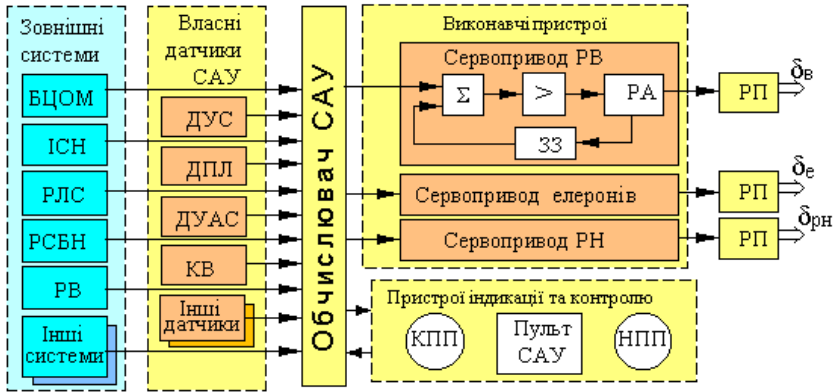 Зовнішні
системи
БЦОМ
ІСН
РЛС
РСБН
РВ
Інші
системи
Власні
датчики
САУ
ДУС
ДПЛ
ДУАС
КВ
Інші
датчики
Обчислювач САУ
Виконавчі пристрої
Сервопривод РВ
Σ
>
РА
ЗЗ
Сервопривод елеронів
Сервопривод РН
РП
δв
РП
δе
РП
δрн
Пристрої індикації та контролю
КПП
Пульт
САУ
НПП